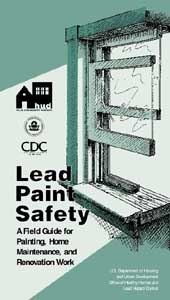 hud
CDC
Lead
Paint
Safety
A Field Guide for
Painting, Home
Maintenance, and
Renovation Work
U.S. Department of Housing
and Urban Development
Office of Healthy Homes and
Lead Hazard Control